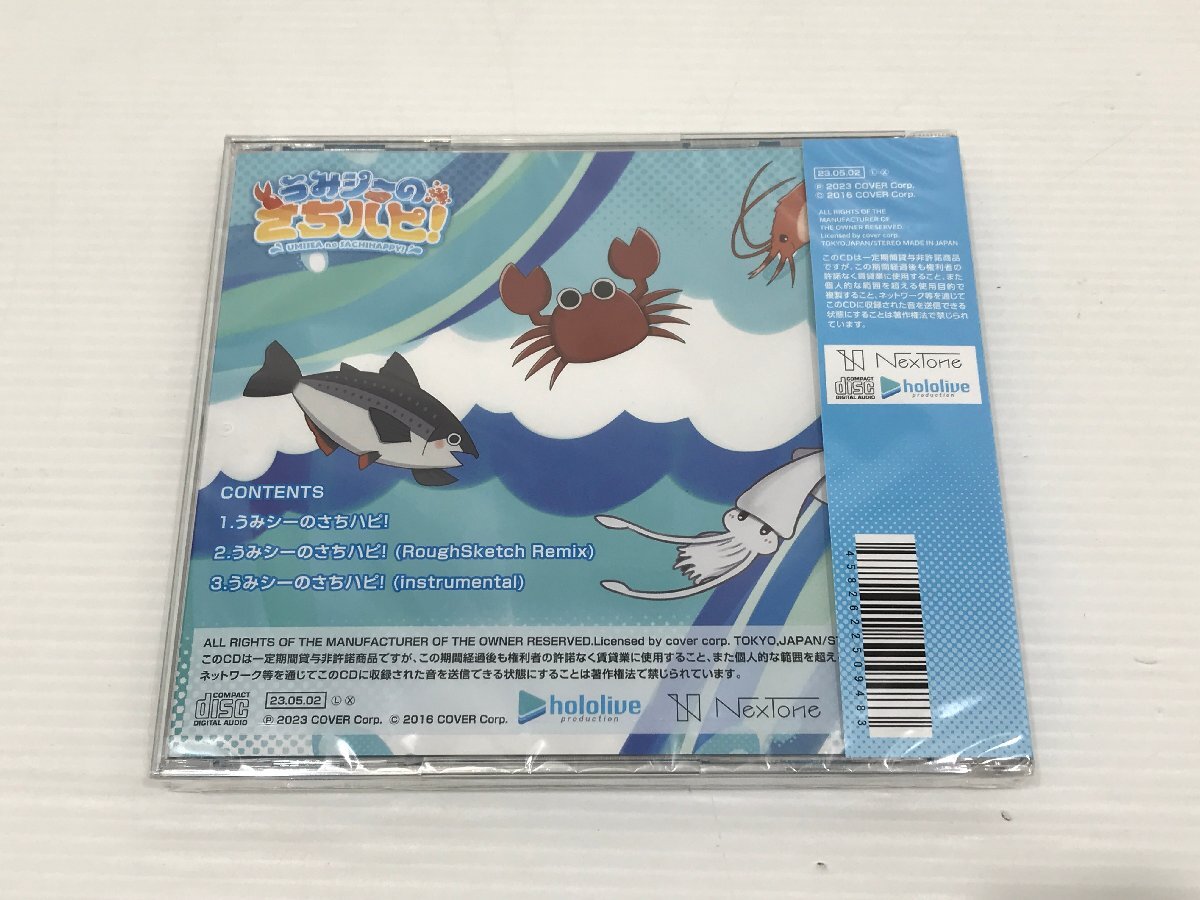 うみシーの
さちハピ!
UMISEA no SACHIHAPPY!
CONTENTS
1.うみシーのさちハピ!
2.うみシーのさちハピ! (RoughSketch Remix)
3.うみシーのさちハピ! (instrumental)
ALL RIGHTS OF THE MANUFACTURER OF THE OWNER RESERVED.Licensed by cover corp. TOKYO,JAPAN/S
このCDは一定期間貸与非許諾商品ですが、この期間経過後も権利者の許諾なく賃貸業に使用すること、また個人的な範囲を超え
ネットワーク等を通じてこのCDに収録された音を送信できる状態にすることは著作権法で禁じられています。
COMPACT
disc
DIGITAL AUDIO
23.05.02 Ⓛ Ⓧ
℗ 2023 COVER Corp. © 2016 COVER Corp.
hololive
production
NexTone
23.05.02 Ⓛ Ⓧ
℗ 2023 COVER Corp.
© 2016 COVER Corp.
ALL RIGHTS OF THE
MANUFACTURER OF
THE OWNER RESERVED.
Licensed by cover corp.
TOKYO,JAPAN/STEREO MADE IN JAPAN
このCDは一定期間貸与非許諾商品
ですが、この期間経過後も権利者の
許諾なく賃貸業に使用すること、また
個人的な範囲を超える使用目的で
複製すること、ネットワーク等を通じて
このCDに収録された音を送信できる
状態にすることは著作権法で禁じられ
ています。
NexTone
COMPACT
disc
DIGITAL AUDIO
hololive
production
4582622509483